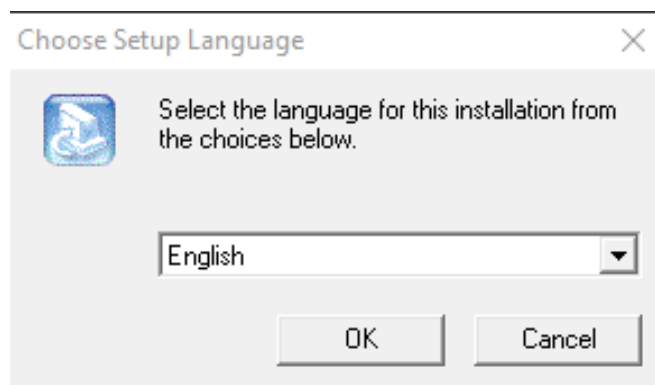 Choose Setup Language
Select the language for this installation from
the choices below.
English
OK
Cancel